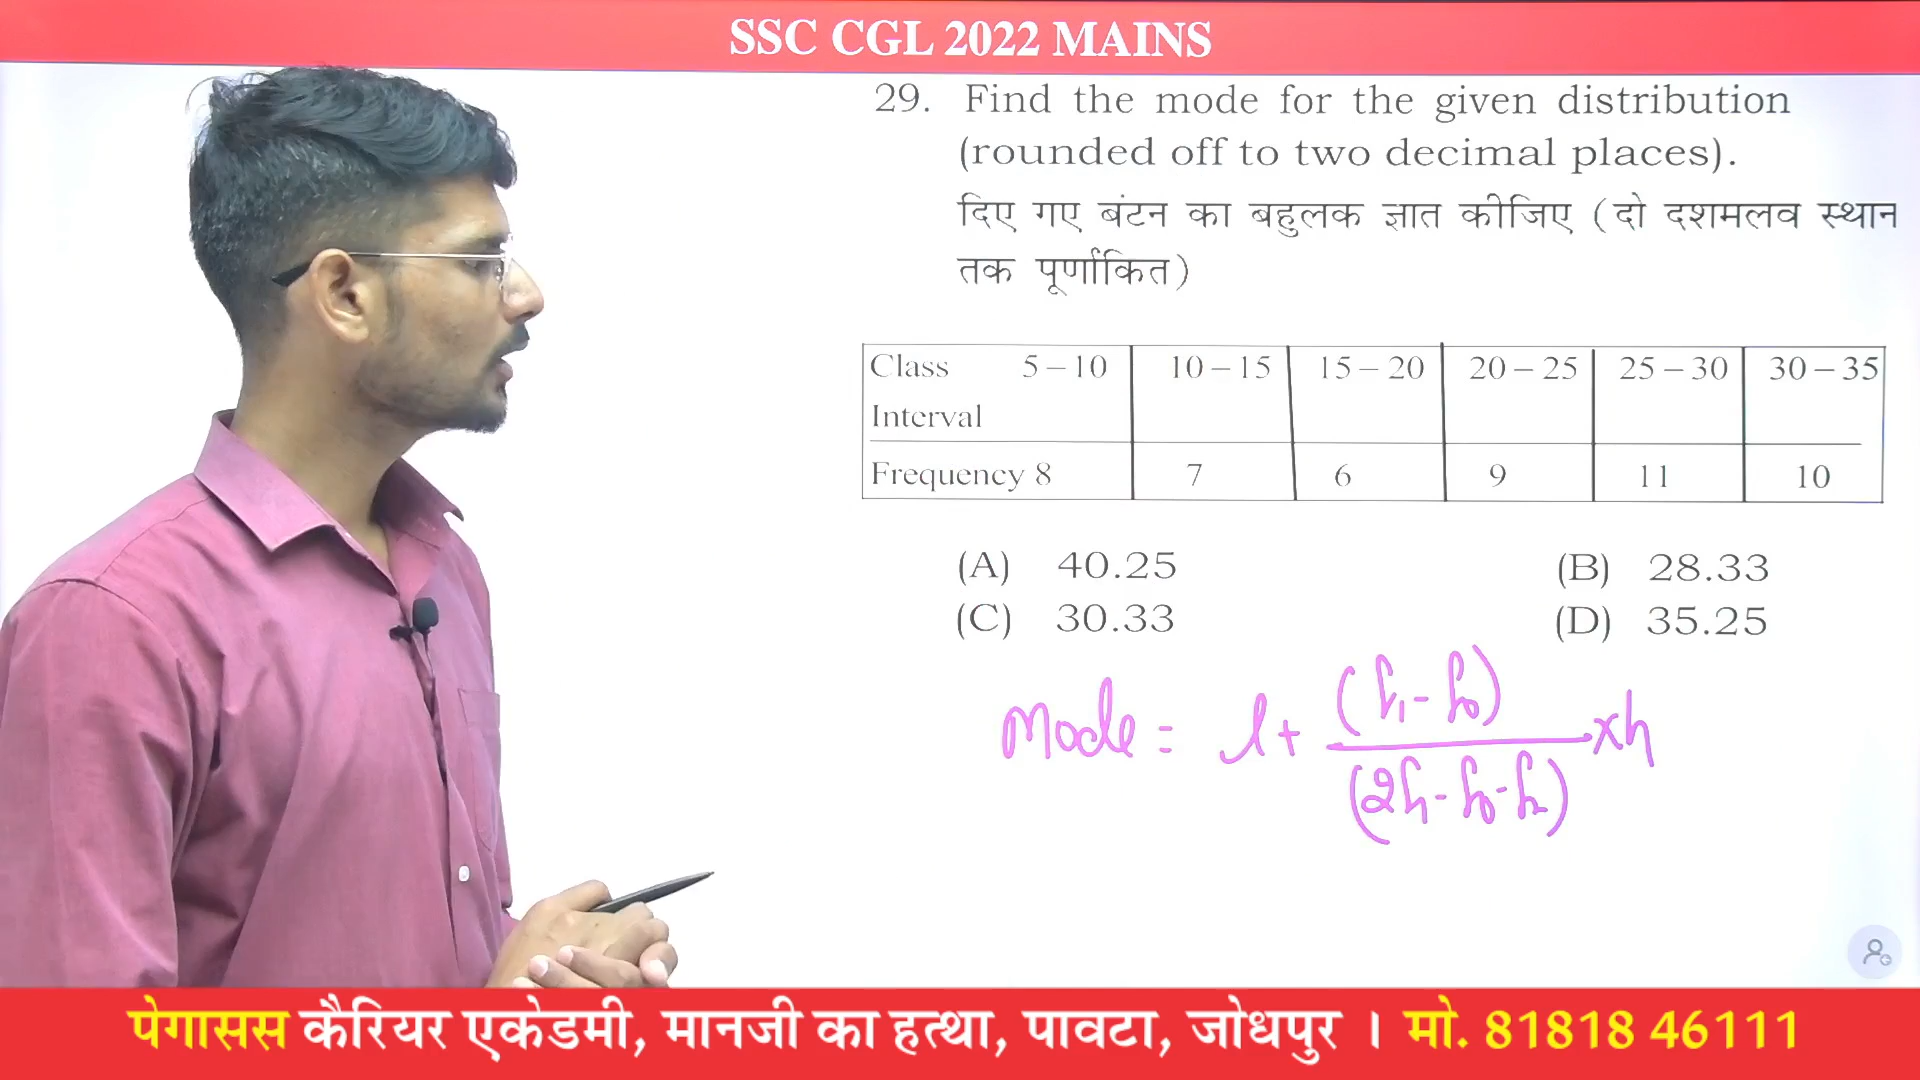 SSC CGL 2022 MAINS
29. Find the mode for the given distribution
(rounded off to two decimal places).
दिए गए बंटन का बहुलक ज्ञात कीजिए (दो दशमलव स्थान
तक पूर्णांकित)
Class Interval 5 – 10 10 – 15 15 – 20 20 – 25 25 – 30 30 – 35
Frequency 8 7 6 9 11 10
(A) 40.25 (B) 28.33
(C) 30.33 (D) 35.25
Mode = l + (f₁ - f₀) / (2f₁ - f₀ - f₂) × h
पेगासस कैरियर एकेडमी, मानजी का हत्था, पावटा, जोधपुर । मो. 81818 46111